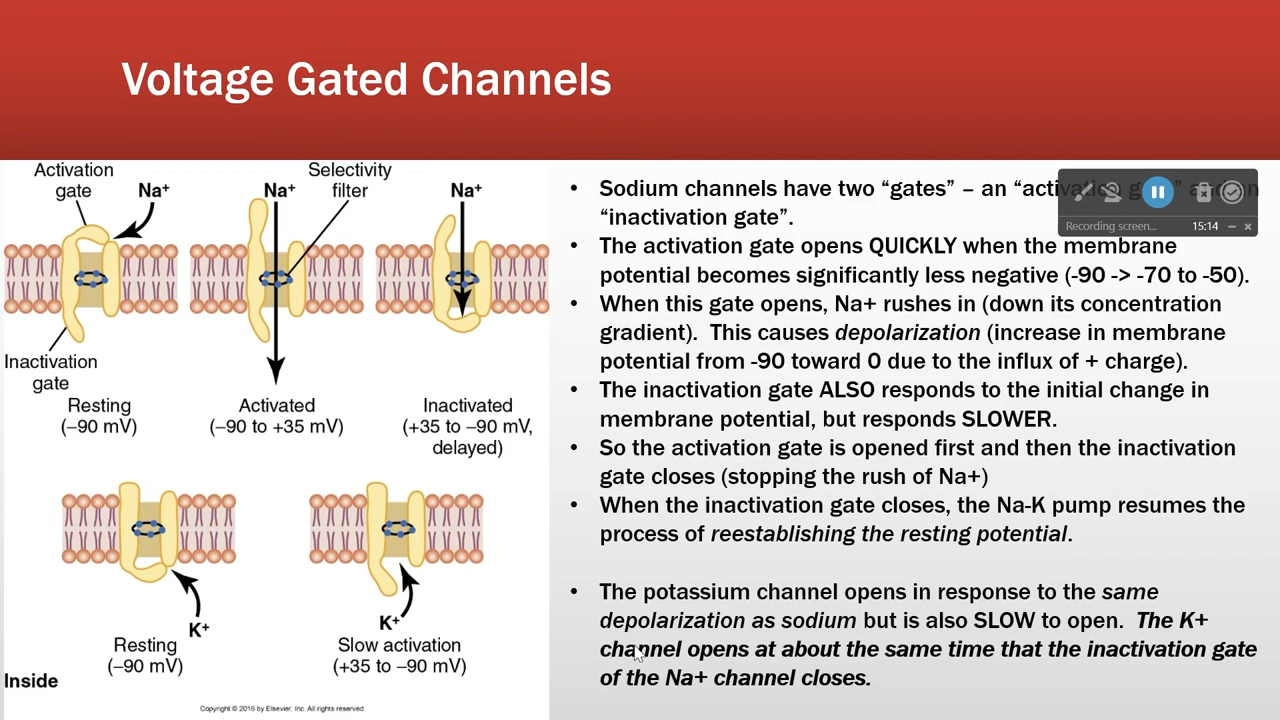 Voltage Gated Channels
Activation
gate
Na⁺
Na⁺
Selectivity
filter
Na⁺
Inactivation
gate
Resting
(−90 mV)
Activated
(−90 to +35 mV)
Inactivated
(+35 to −90 mV,
delayed)
K⁺
Resting
(−90 mV)
K⁺
Slow activation
(+35 to −90 mV)
Inside
Copyright © 2016 by Elsevier, Inc. All rights reserved.
• Sodium channels have two “gates” – an
“inactivation gate”.
• The activation gate opens QUICKLY when the membrane
potential becomes significantly less negative (-90 -> -70 to -50).
• When this gate opens, Na+ rushes in (down its concentration
gradient). This causes depolarization (increase in membrane
potential from -90 toward 0 due to the influx of + charge).
• The inactivation gate ALSO responds to the initial change in
membrane potential, but responds SLOWER.
• So the activation gate is opened first and then the inactivation
gate closes (stopping the rush of Na+)
• When the inactivation gate closes, the Na-K pump resumes the
process of reestablishing the resting potential.
• The potassium channel opens in response to the same
depolarization as sodium but is also SLOW to open. The K+
channel opens at about the same time that the inactivation gate
of the Na+ channel closes.
Recording screen...
15:14